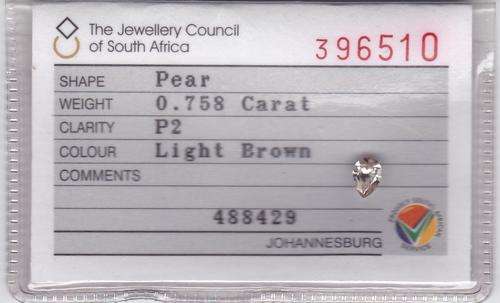 The Jewellery Council
of South Africa
396510
SHAPE Pear
WEIGHT 0.758 Carat
CLARITY P2
COLOUR Light Brown
COMMENTS
488429
JOHANNESBURG